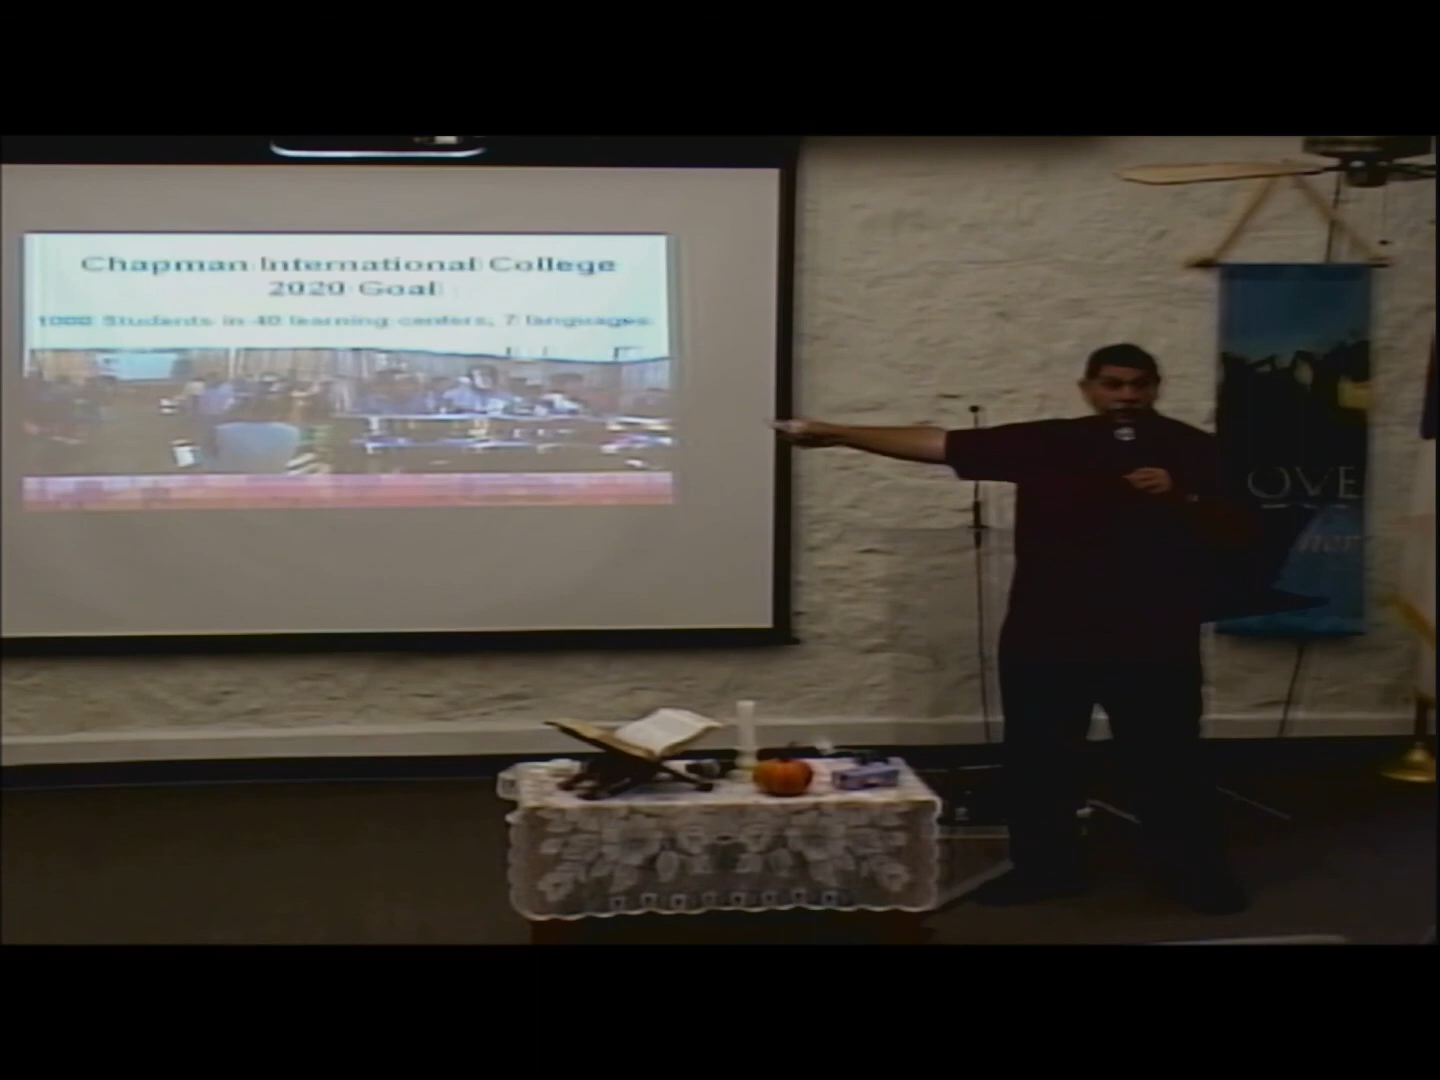 Chapman International College
2020 Goal
1000 Students in 40 learning centers, 7 languages
OVE